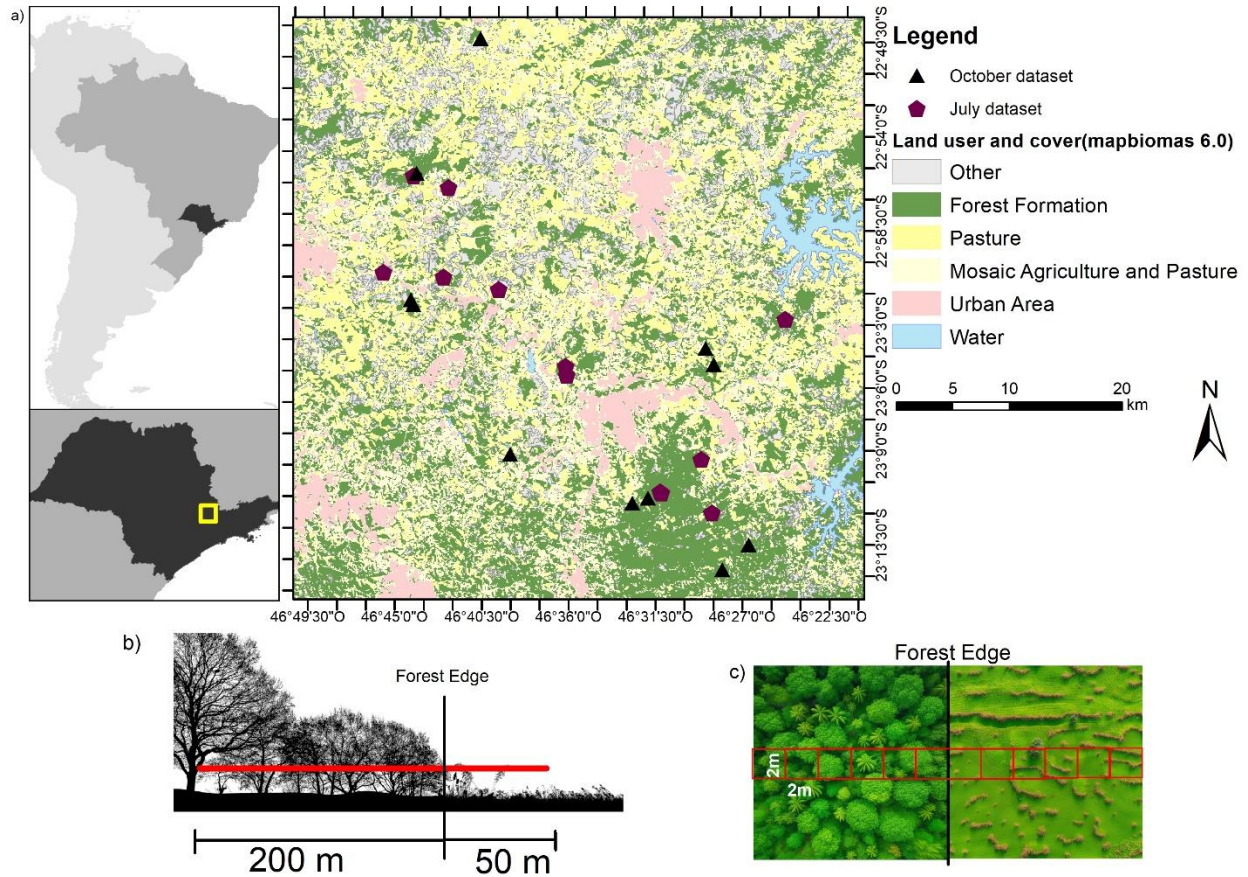 a)
22°49'30"S
22°54'0"S
22°58'30"S
23°3'0"S
23°6'0"S
23°9'0"S
23°13'30"S
46°49'30"O
46°45'0"O
46°40'30"O
46°36'0"O
46°31'30"O
46°27'0"O
46°22'30"O
Legend
October dataset
July dataset
Land user and cover(mapbiomas 6.0)
Other
Forest Formation
Pasture
Mosaic Agriculture and Pasture
Urban Area
Water
0 5 10 20
km
N
b)
Forest Edge
200 m
50 m
c)
Forest Edge
2m
2m